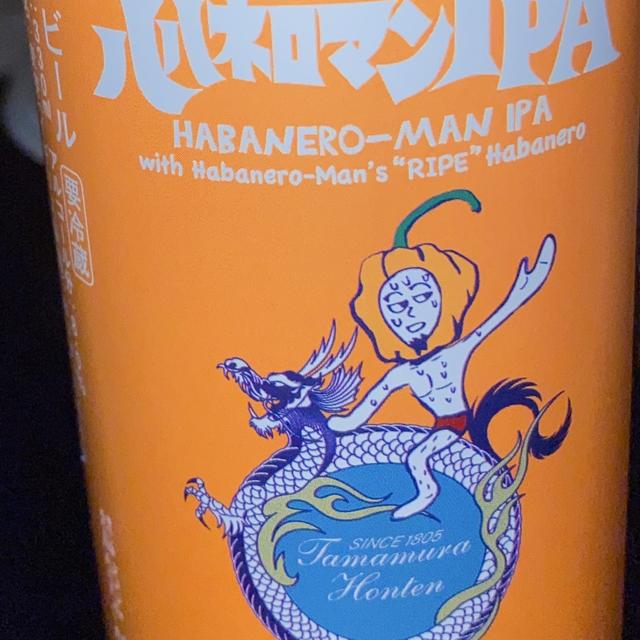 ハバネロマンIPA
HABANERO-MAN IPA
with Habanero-Man's "RIPE" Habanero
ビール
要冷蔵
SINCE 1805
Tamamura
Honten